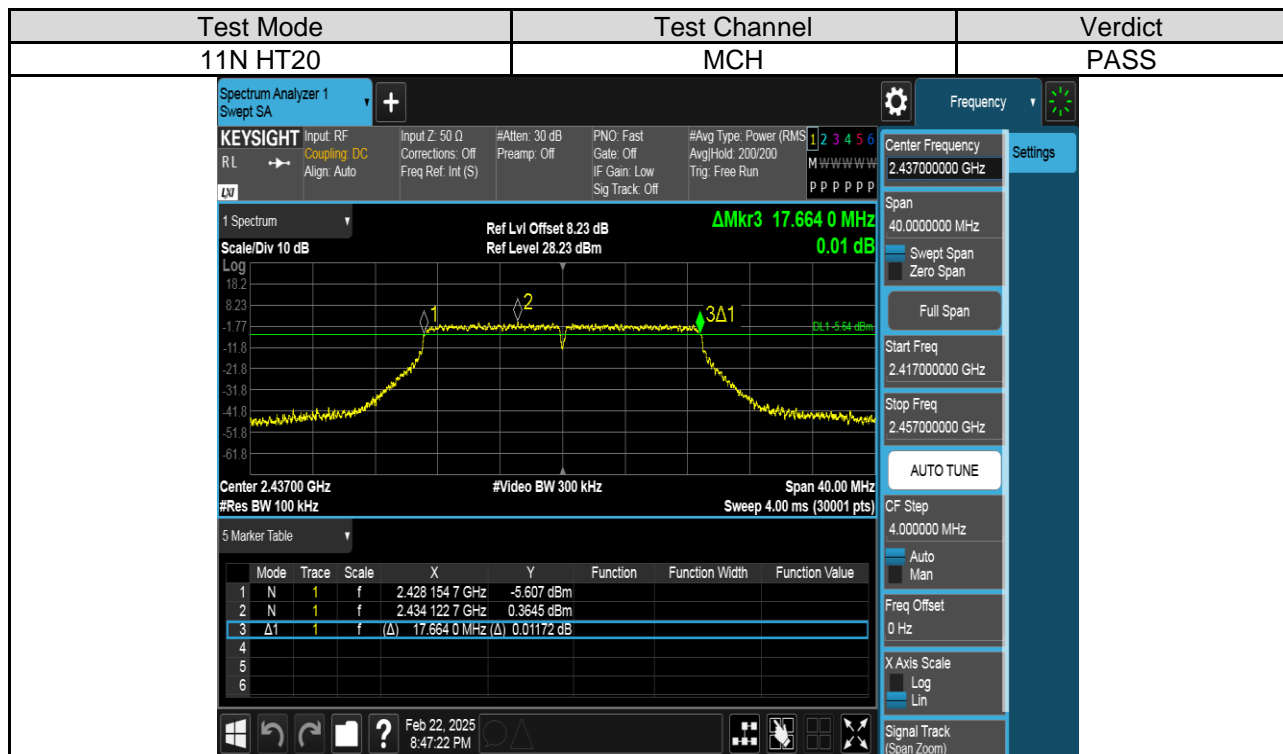 Test Mode Test Channel Verdict
11N HT20 MCH PASS
Spectrum Analyzer 1
Swept SA
+
Frequency
KEYSIGHT
R L
LXI
Input: RF
Coupling: DC
Align: Auto
Input Z: 50 Ω
Corrections: Off
Freq Ref: Int (S)
#Atten: 30 dB
Preamp: Off
PNO: Fast
Gate: Off
IF Gain: Low
Sig Track: Off
#Avg Type: Power (RMS
Avg|Hold: 200/200
Trig: Free Run
1 2 3 4 5 6
M W W W W W
P P P P P P
1 Spectrum
Scale/Div 10 dB
Ref Lvl Offset 8.23 dB
Ref Level 28.23 dBm
ΔMkr3 17.664 0 MHz
0.01 dB
Log
18.2
8.23
-1.77
-11.8
-21.8
-31.8
-41.8
-51.8
-61.8
1
2
3Δ1
DL1 -5.64 dBm
Center 2.43700 GHz
#Res BW 100 kHz
#Video BW 300 kHz
Span 40.00 MHz
Sweep 4.00 ms (30001 pts)
5 Marker Table
Mode Trace Scale X Y Function Function Width Function Value
1 N 1 f 2.428 154 7 GHz -5.607 dBm
2 N 1 f 2.434 122 7 GHz 0.3645 dBm
3 Δ1 1 f (Δ) 17.664 0 MHz (Δ) 0.01172 dB
4
5
6
?
Feb 22, 2025
8:47:22 PM
Center Frequency
2.437000000 GHz
Settings
Span
40.0000000 MHz
Swept Span
Zero Span
Full Span
Start Freq
2.417000000 GHz
Stop Freq
2.457000000 GHz
AUTO TUNE
CF Step
4.000000 MHz
Auto
Man
Freq Offset
0 Hz
X Axis Scale
Log
Lin
Signal Track
(Span Zoom)